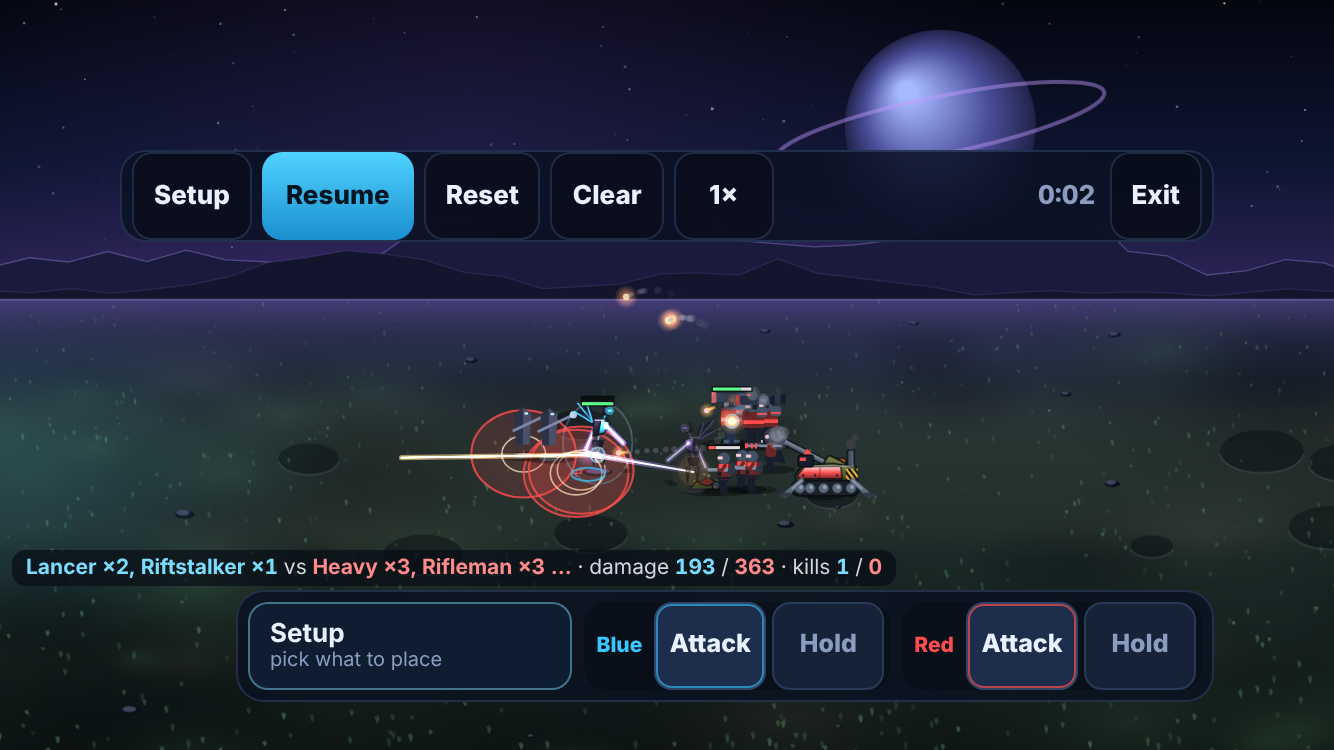 Setup Resume Reset Clear 1× 0:02 Exit
Lancer ×2, Riftstalker ×1 vs Heavy ×3, Rifleman ×3 ... · damage 193 / 363 · kills 1 / 0
Setup
pick what to place
Blue Attack Hold Red Attack Hold